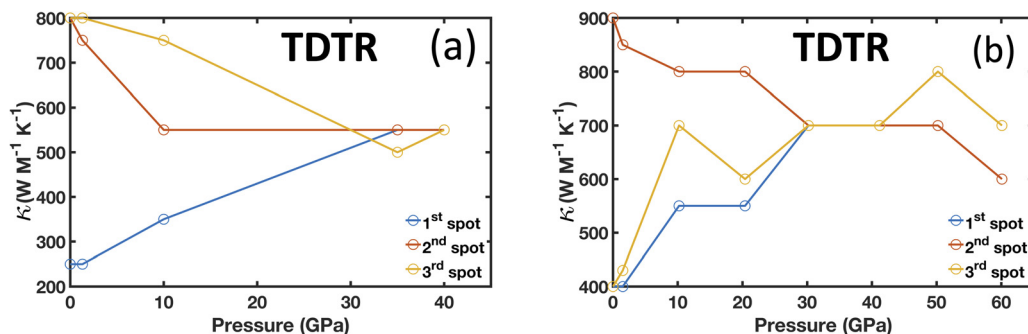 TDTR (a)
800
700
600
500
400
300
200
κ (W M⁻¹ K⁻¹)
1st spot
2nd spot
3rd spot
0 10 20 30 40
Pressure (GPa)
TDTR (b)
900
800
700
600
500
400
κ (W M⁻¹ K⁻¹)
1st spot
2nd spot
3rd spot
0 10 20 30 40 50 60
Pressure (GPa)